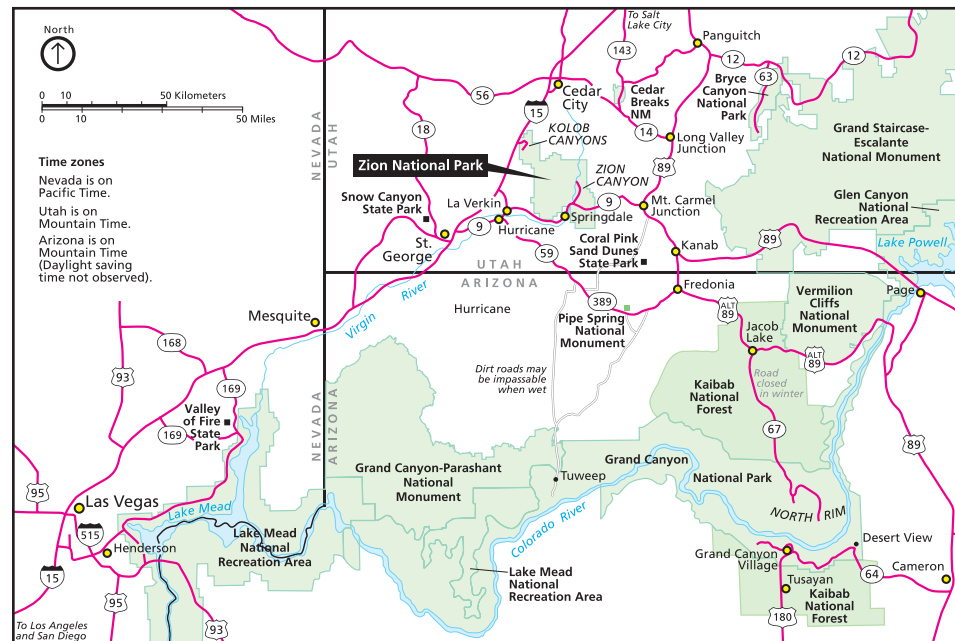 North
0 10 50 Kilometers
0 10 50 Miles
Time zones
Nevada is on
Pacific Time.
Utah is on
Mountain Time.
Arizona is on
Mountain Time
(Daylight saving
time not observed).
To Salt
Lake City
143
Panguitch
12
12
63
Bryce
Canyon
National
Park
56
Cedar
City
Cedar
Breaks
NM
15
14
Long Valley
Junction
18
KOLOB
CANYONS
89
Grand Staircase-
Escalante
National Monument
NEVADA
UTAH
Zion National Park
ZION
CANYON
Snow Canyon
State Park
La Verkin
9
Mt. Carmel
Junction
Glen Canyon
National
Recreation Area
9
Hurricane
Springdale
St.
George
59
Coral Pink
Sand Dunes
State Park
Kanab
89
Lake Powell
UTAH
ARIZONA
Virgin
River
Hurricane
389
Fredonia
Page
Vermilion
Cliffs
National
Monument
ALT
89
Mesquite
Pipe Spring
National
Monument
Jacob
Lake
ALT
89
168
93
Dirt roads may
be impassable
when wet
Road
closed
in winter
Kaibab
National
Forest
169
Valley
of Fire
State
Park
169
NEVADA
ARIZONA
67
89
Grand Canyon-Parashant
National
Monument
Grand Canyon
National Park
Tuweep
95
Las Vegas
Lake Mead
NORTH RIM
515
Colorado River
Henderson
Lake Mead
National
Recreation Area
Desert View
Grand Canyon
Village
15
Lake Mead
National
Recreation Area
Tusayan
64
Cameron
95
Kaibab
National
Forest
180
93
To Los Angeles
and San Diego